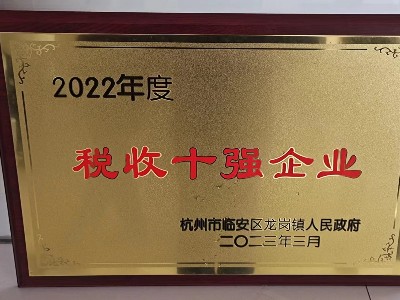 2022年度
税收十强企业
杭州市临安区龙岗镇人民政府
二〇二三年三月